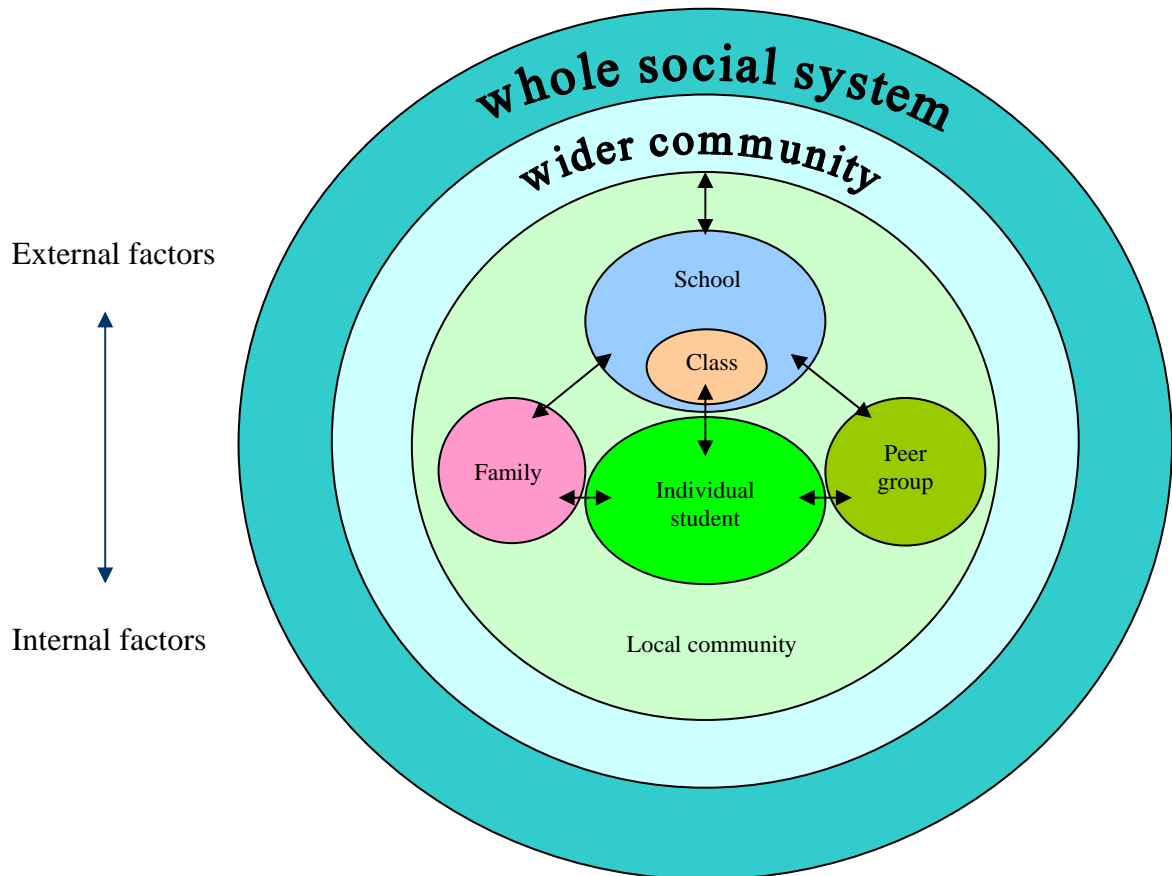 whole social system
wider community
External factors
School
Class
Family
Individual
student
Peer
group
Internal factors
Local community